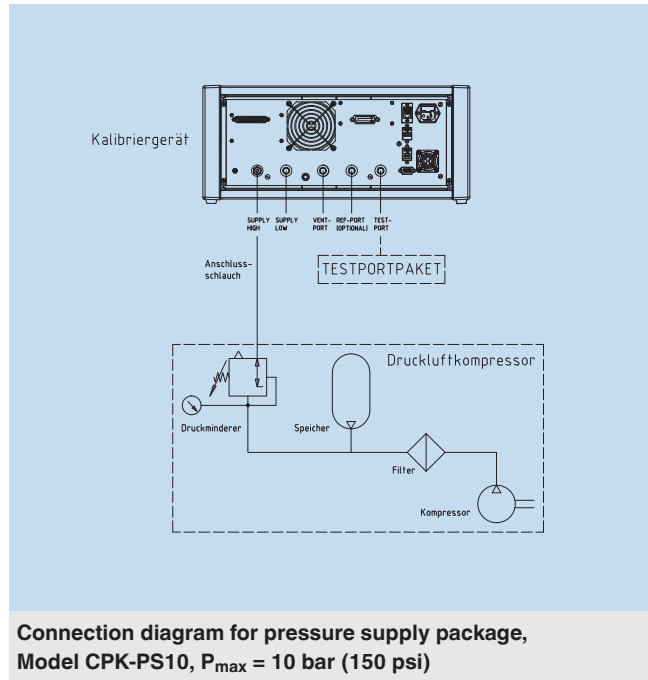 Kalibriergerät
SUPPLY SUPPLY VENT- REF-PORT TEST-
HIGH LOW PORT (OPTIONAL) PORT
Anschluss-
schlauch
TESTPORTPAKET
Druckluftkompressor
Druckminderer
Speicher
Filter
Kompressor
Connection diagram for pressure supply package,
Model CPK-PS10, Pmax = 10 bar (150 psi)